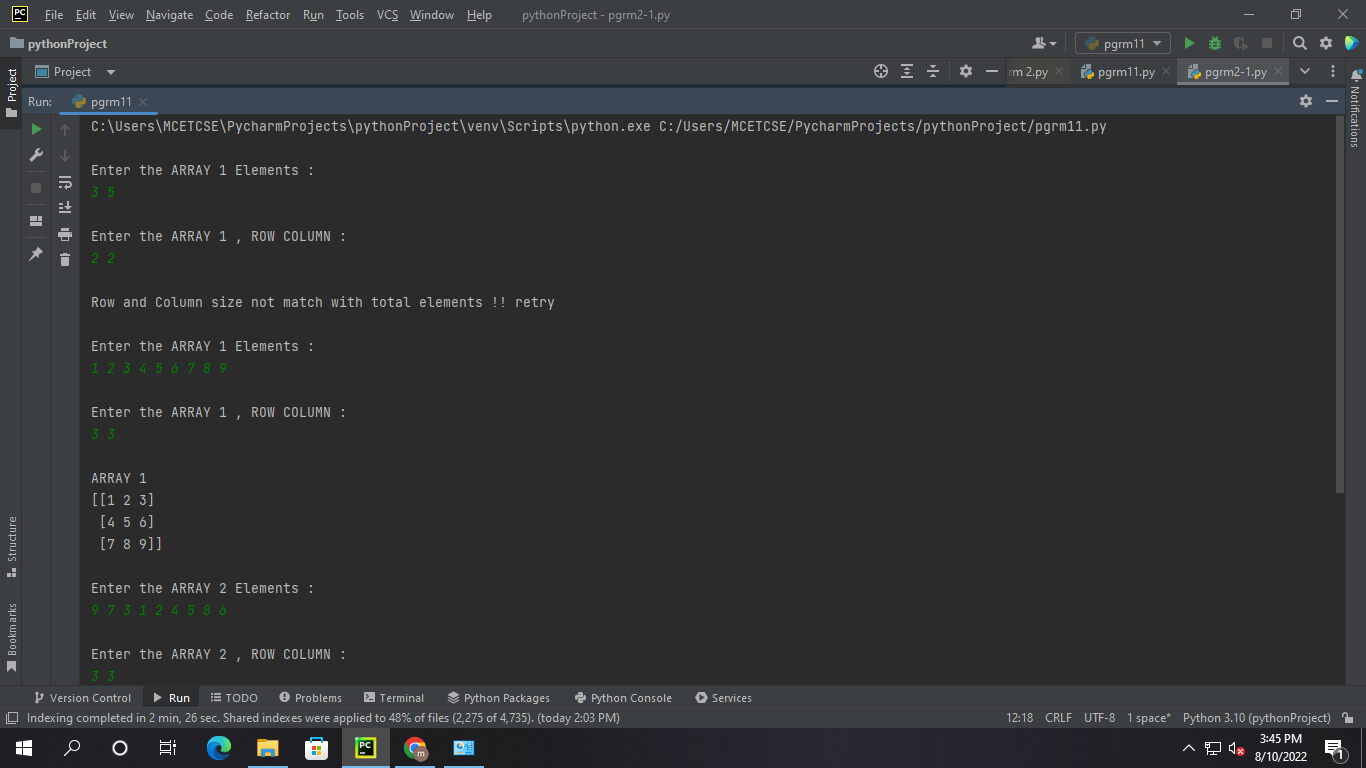 PC File Edit View Navigate Code Refactor Run Tools VCS Window Help pythonProject - pgrm2-1.py
pythonProject pgrm11
Project Project rm 2.py pgrm11.py pgrm2-1.py
Notifications
Run: pgrm11
C:\Users\MCETCSE\PycharmProjects\pythonProject\venv\Scripts\python.exe C:/Users/MCETCSE/PycharmProjects/pythonProject/pgrm11.py
Enter the ARRAY 1 Elements :
3 5
Enter the ARRAY 1 , ROW COLUMN :
2 2
Row and Column size not match with total elements !! retry
Enter the ARRAY 1 Elements :
1 2 3 4 5 6 7 8 9
Enter the ARRAY 1 , ROW COLUMN :
3 3
ARRAY 1
[[1 2 3]
[4 5 6]
[7 8 9]]
Enter the ARRAY 2 Elements :
9 7 3 1 2 4 5 8 6
Enter the ARRAY 2 , ROW COLUMN :
3 3
Structure
Bookmarks
Version Control Run TODO Problems Terminal Python Packages Python Console Services
Indexing completed in 2 min, 26 sec. Shared indexes were applied to 48% of files (2,275 of 4,735). (today 2:03 PM) 12:18 CRLF UTF-8 1 space* Python 3.10 (pythonProject)
PC m 3:45 PM
8/10/2022 1